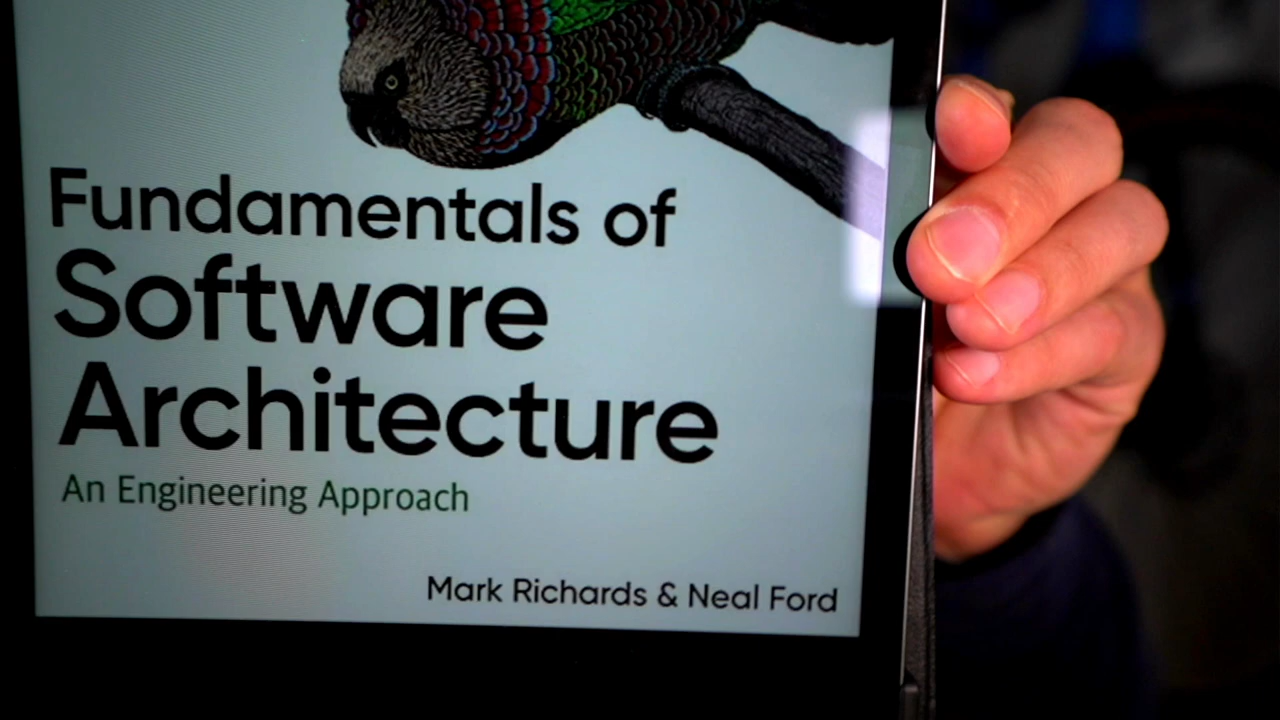 Fundamentals of
Software
Architecture
An Engineering Approach
Mark Richards & Neal Ford